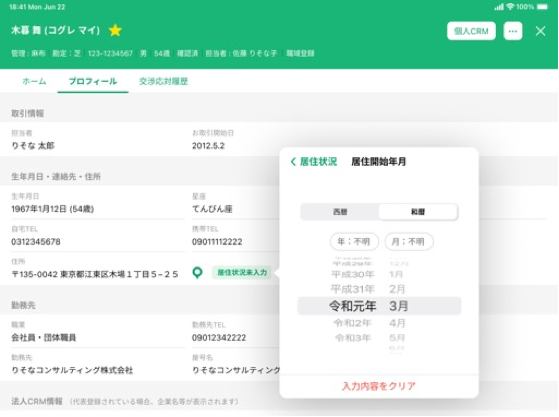 18:41 Mon Jun 22
100%
木暮 舞 (コグレ マイ)
個人CRM
管理 : 麻布 勘定 : 芝 123-1234567 男 54歳 確認済 担当者 : 佐藤 りそな子 職域登録
ホーム プロフィール 交渉応対履歴
取引情報
担当者 お取引開始日
りそな 太郎 2012.5.2
生年月日・連絡先・住所
生年月日 星座
1967年1月12日 (54歳) てんびん座
自宅TEL 携帯TEL
0312345678 09011112222
住所
〒135-0042 東京都江東区木場１丁目５−２５ 居住状況未入力
勤務先
職業 勤務先TEL
会社員・団体職員 09012342222
勤務先 屋号名
りそなコンサルティング株式会社 りそなコンサルティング
法人CRM情報 (代表登録されている場合、企業名等が表示されます)
居住状況 居住開始年月
西暦 和暦
年：不明 月：不明
平成29年 12月
平成30年 1月
平成31年 2月
令和元年 3月
令和2年 4月
令和3年 5月
6月
入力内容をクリア